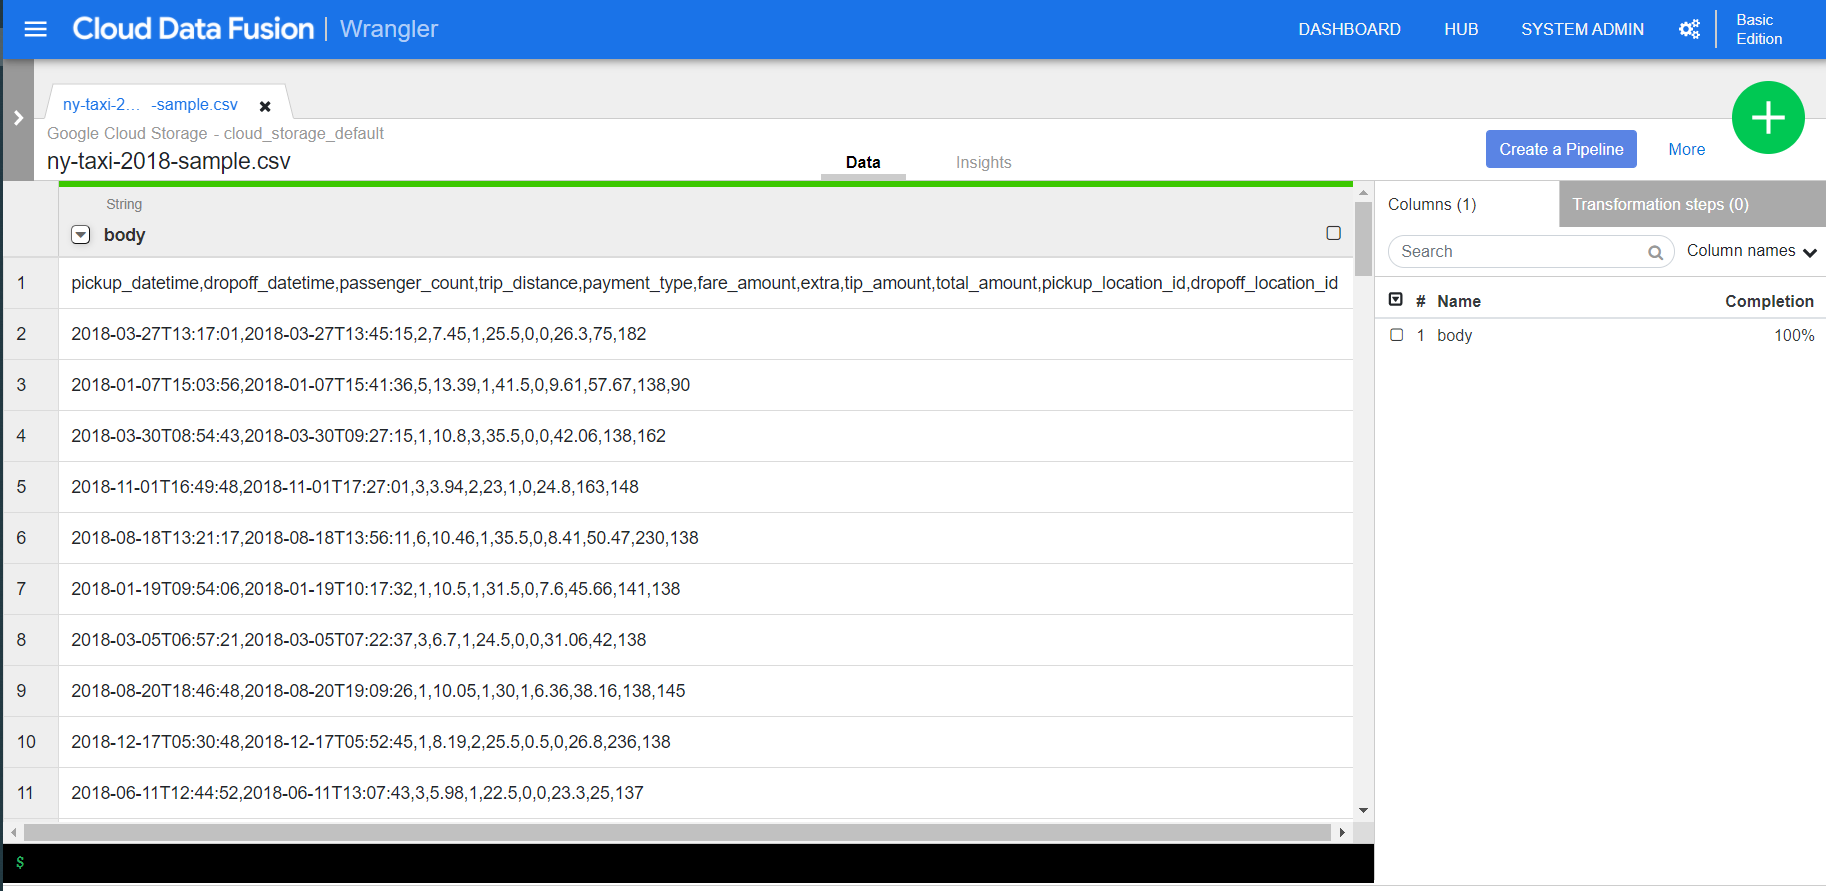 Cloud Data Fusion | Wrangler
DASHBOARD HUB SYSTEM ADMIN Basic Edition
ny-taxi-2... -sample.csv
Google Cloud Storage - cloud_storage_default
ny-taxi-2018-sample.csv
Data Insights
Create a Pipeline More
String
body
1 pickup_datetime,dropoff_datetime,passenger_count,trip_distance,payment_type,fare_amount,extra,tip_amount,total_amount,pickup_location_id,dropoff_location_id
2 2018-03-27T13:17:01,2018-03-27T13:45:15,2,7.45,1,25.5,0,0,26.3,75,182
3 2018-01-07T15:03:56,2018-01-07T15:41:36,5,13.39,1,41.5,0,9.61,57.67,138,90
4 2018-03-30T08:54:43,2018-03-30T09:27:15,1,10.8,3,35.5,0,0,42.06,138,162
5 2018-11-01T16:49:48,2018-11-01T17:27:01,3,3.94,2,23,1,0,24.8,163,148
6 2018-08-18T13:21:17,2018-08-18T13:56:11,6,10.46,1,35.5,0,8.41,50.47,230,138
7 2018-01-19T09:54:06,2018-01-19T10:17:32,1,10.5,1,31.5,0,7.6,45.66,141,138
8 2018-03-05T06:57:21,2018-03-05T07:22:37,3,6.7,1,24.5,0,0,31.06,42,138
9 2018-08-20T18:46:48,2018-08-20T19:09:26,1,10.05,1,30,1,6.36,38.16,138,145
10 2018-12-17T05:30:48,2018-12-17T05:52:45,1,8.19,2,25.5,0.5,0,26.8,236,138
11 2018-06-11T12:44:52,2018-06-11T13:07:43,3,5.98,1,22.5,0,0,23.3,25,137
$
Columns (1) Transformation steps (0)
Search Column names
# Name Completion
1 body 100%